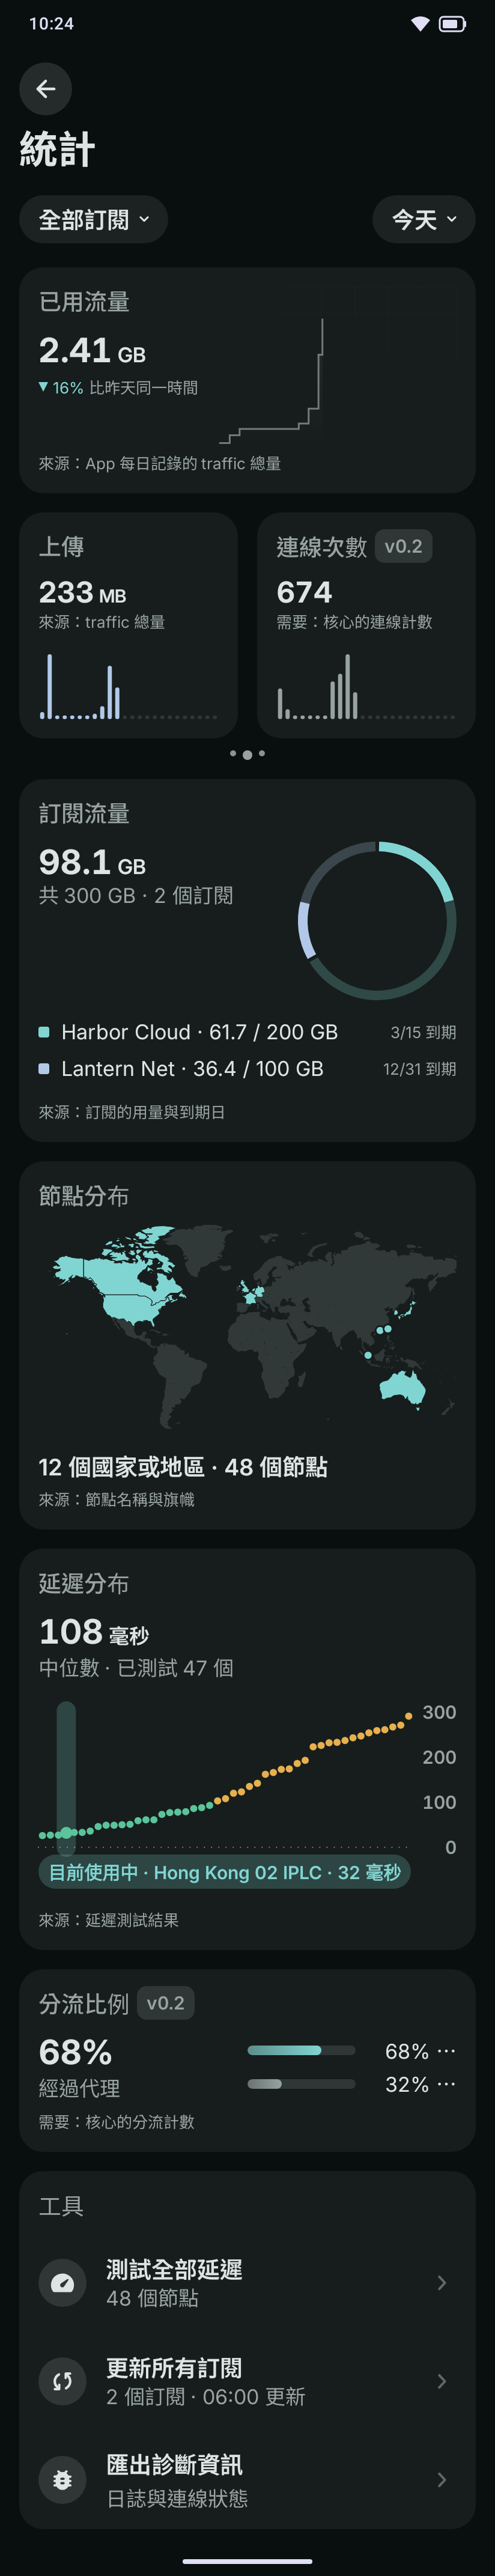 10:24
統計
全部訂閱
今天
已用流量
2.41 GB
▼ 16% 比昨天同一時間
來源：App 每日記錄的 traffic 總量
上傳
233 MB
來源：traffic 總量
連線次數 v0.2
674
需要：核心的連線計數
訂閱流量
98.1 GB
共 300 GB · 2 個訂閱
Harbor Cloud · 61.7 / 200 GB 3/15 到期
Lantern Net · 36.4 / 100 GB 12/31 到期
來源：訂閱的用量與到期日
節點分布
12 個國家或地區 · 48 個節點
來源：節點名稱與旗幟
延遲分布
108 毫秒
中位數 · 已測試 47 個
300
200
100
0
目前使用中 · Hong Kong 02 IPLC · 32 毫秒
來源：延遲測試結果
分流比例 v0.2
68%
經過代理
68% ···
32% ···
需要：核心的分流計數
工具
測試全部延遲
48 個節點
更新所有訂閱
2 個訂閱 · 06:00 更新
匯出診斷資訊
日誌與連線狀態